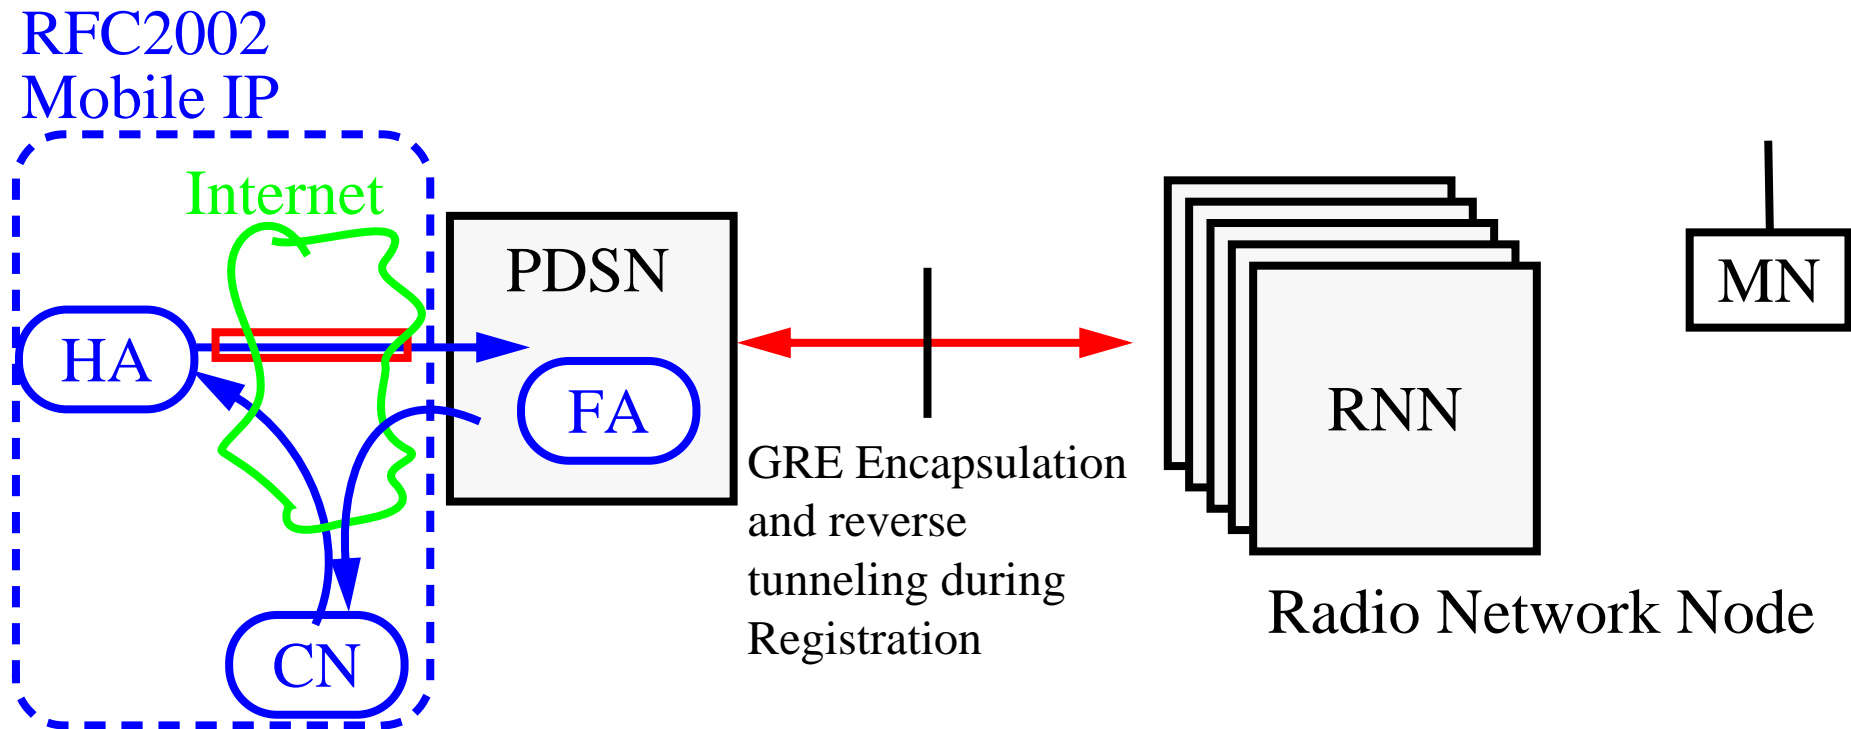 RFC2002
Mobile IP
Internet
PDSN
HA
FA
CN
GRE Encapsulation
and reverse
tunneling during
Registration
RNN
Radio Network Node
MN